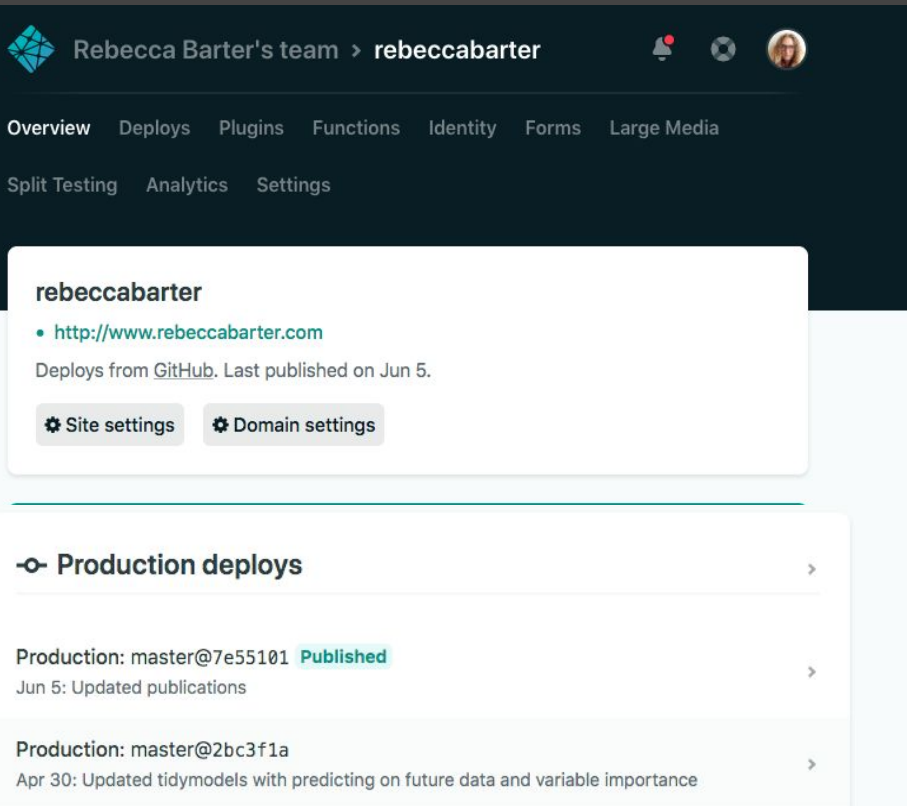 Rebecca Barter's team > rebeccabarter
Overview Deploys Plugins Functions Identity Forms Large Media
Split Testing Analytics Settings
rebeccabarter
• http://www.rebeccabarter.com
Deploys from GitHub. Last published on Jun 5.
Site settings Domain settings
Production deploys
Production: master@7e55101 Published
Jun 5: Updated publications
Production: master@2bc3f1a
Apr 30: Updated tidymodels with predicting on future data and variable importance